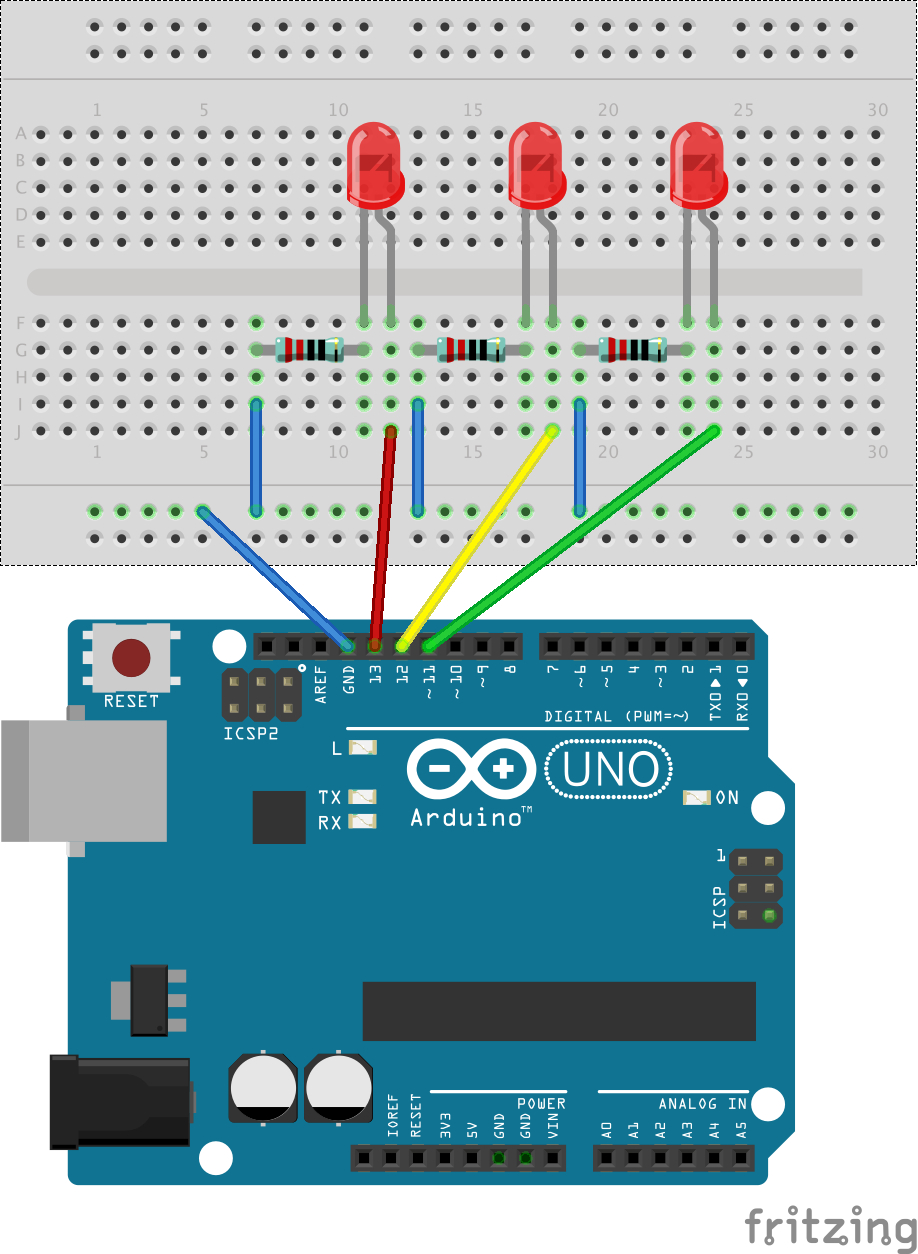 1 5 10 15 20 25 30
A
B
C
D
E
F
G
H
I
J
1 5 10 15 20 25 30
RESET
AREF GND 13 12 ~11 ~10 ~9 8 7 ~6 ~5 4 ~3 2 TX0▶1 RX0◀0
ICSP2
DIGITAL (PWM=~)
L
TX
RX
UNO
Arduino™
ON
1
ICSP
POWER
ANALOG IN
IOREF RESET 3V3 5V GND GND VIN A0 A1 A2 A3 A4 A5
fritzing